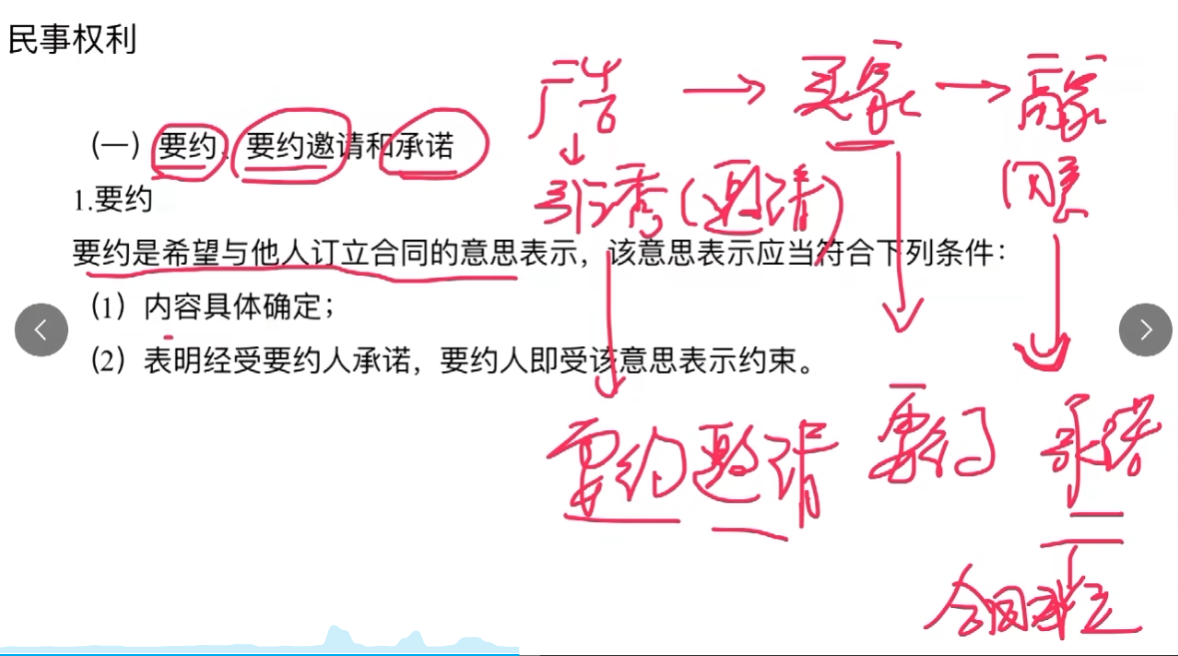 民事权利
广告 → 买家 → 商家
（一）要约、要约邀请和承诺
引诱（邀请） 同意
1.要约
要约是希望与他人订立合同的意思表示，该意思表示应当符合下列条件：
（1）内容具体确定；
（2）表明经受要约人承诺，要约人即受该意思表示约束。
要约邀请 要约 承诺
合同成立